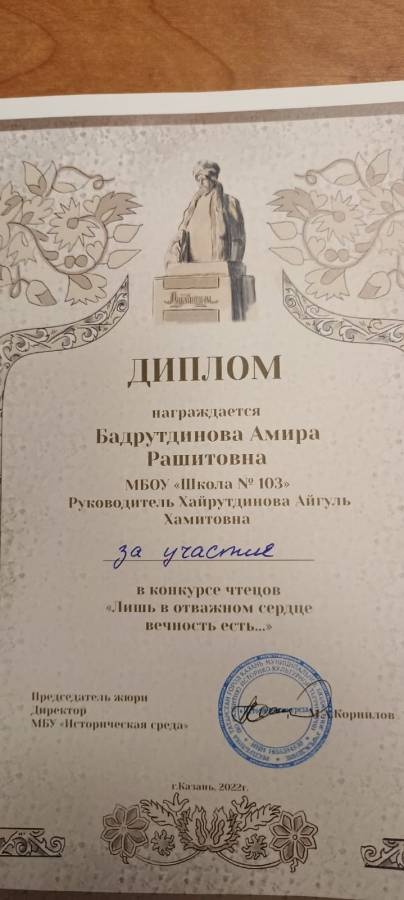 ДИПЛОМ
награждается
Бадрутдинова Амира
Рашитовна
МБОУ «Школа № 103»
Руководитель Хайрутдинова Айгуль
Хамитовна
за участие
в конкурсе чтецов
«Лишь в отважном сердце
вечность есть...»
Председатель жюри
Директор
МБУ «Историческая среда»
Корнилов
г.Казань, 2022г.